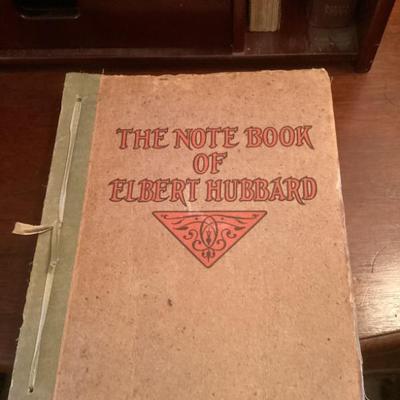 THE NOTE BOOK
OF
ELBERT HUBBARD